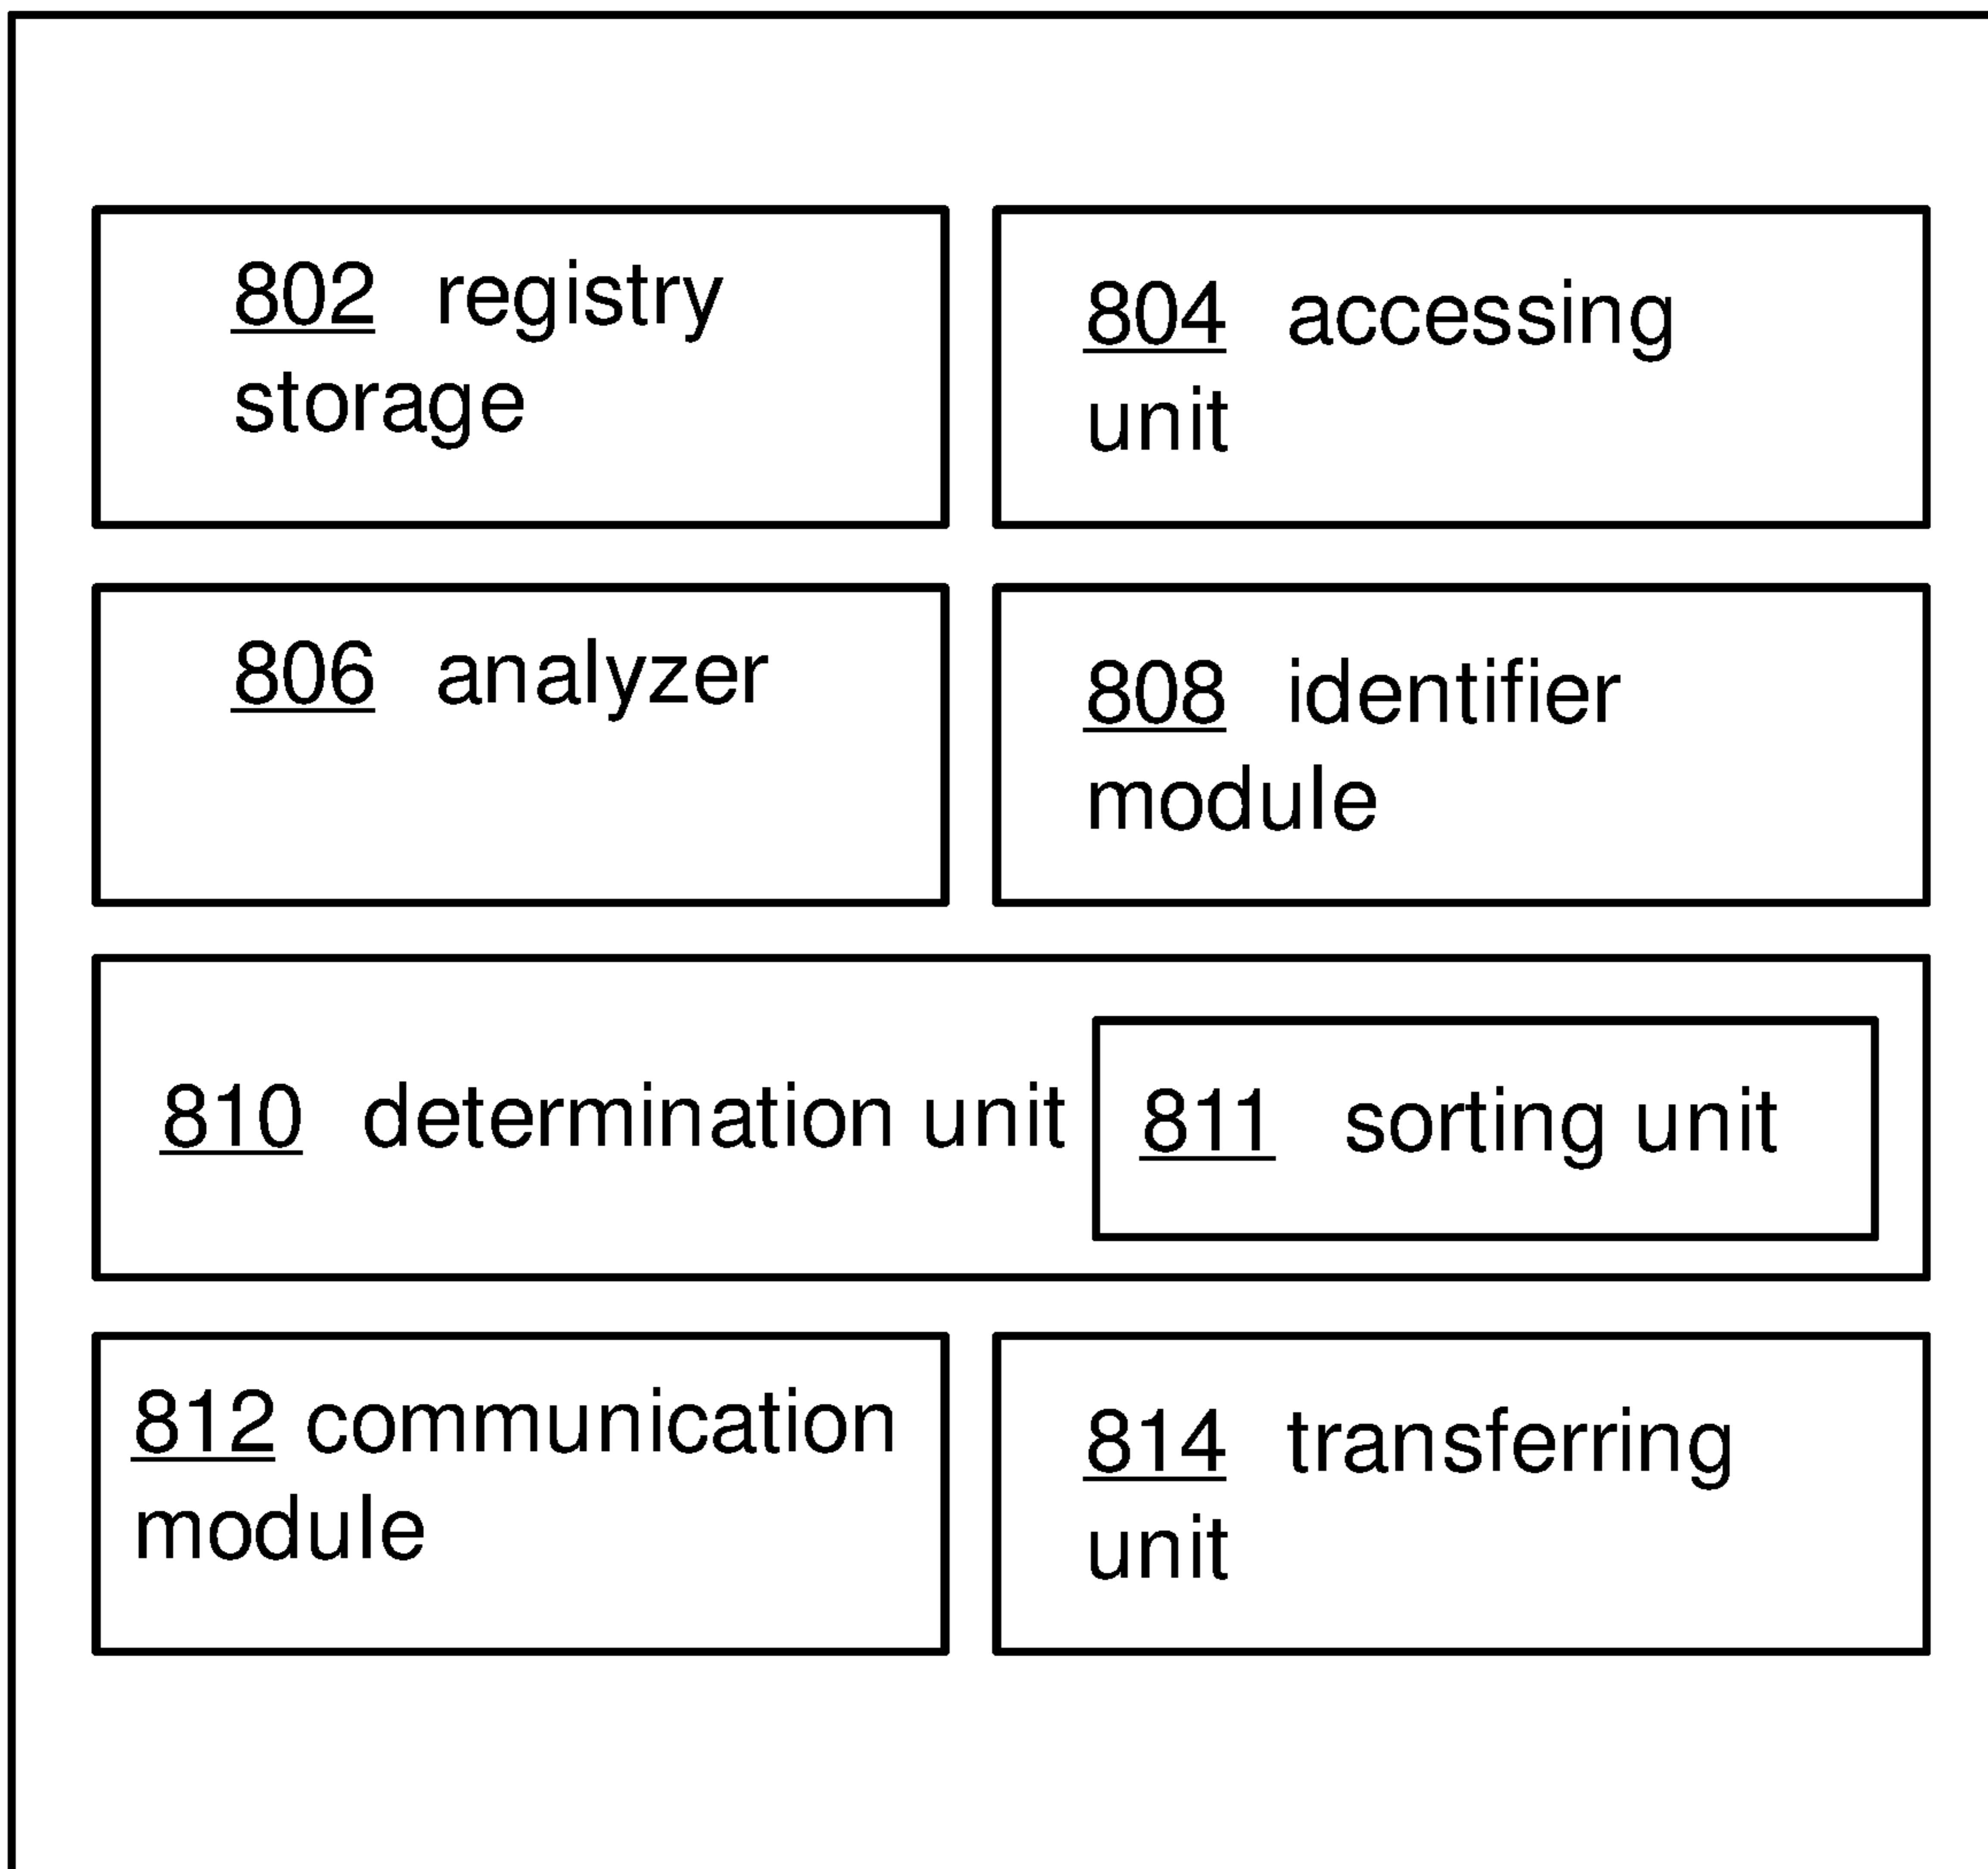 802 registry
storage
804 accessing
unit
806 analyzer
808 identifier
module
810 determination unit
811 sorting unit
812 communication
module
814 transferring
unit